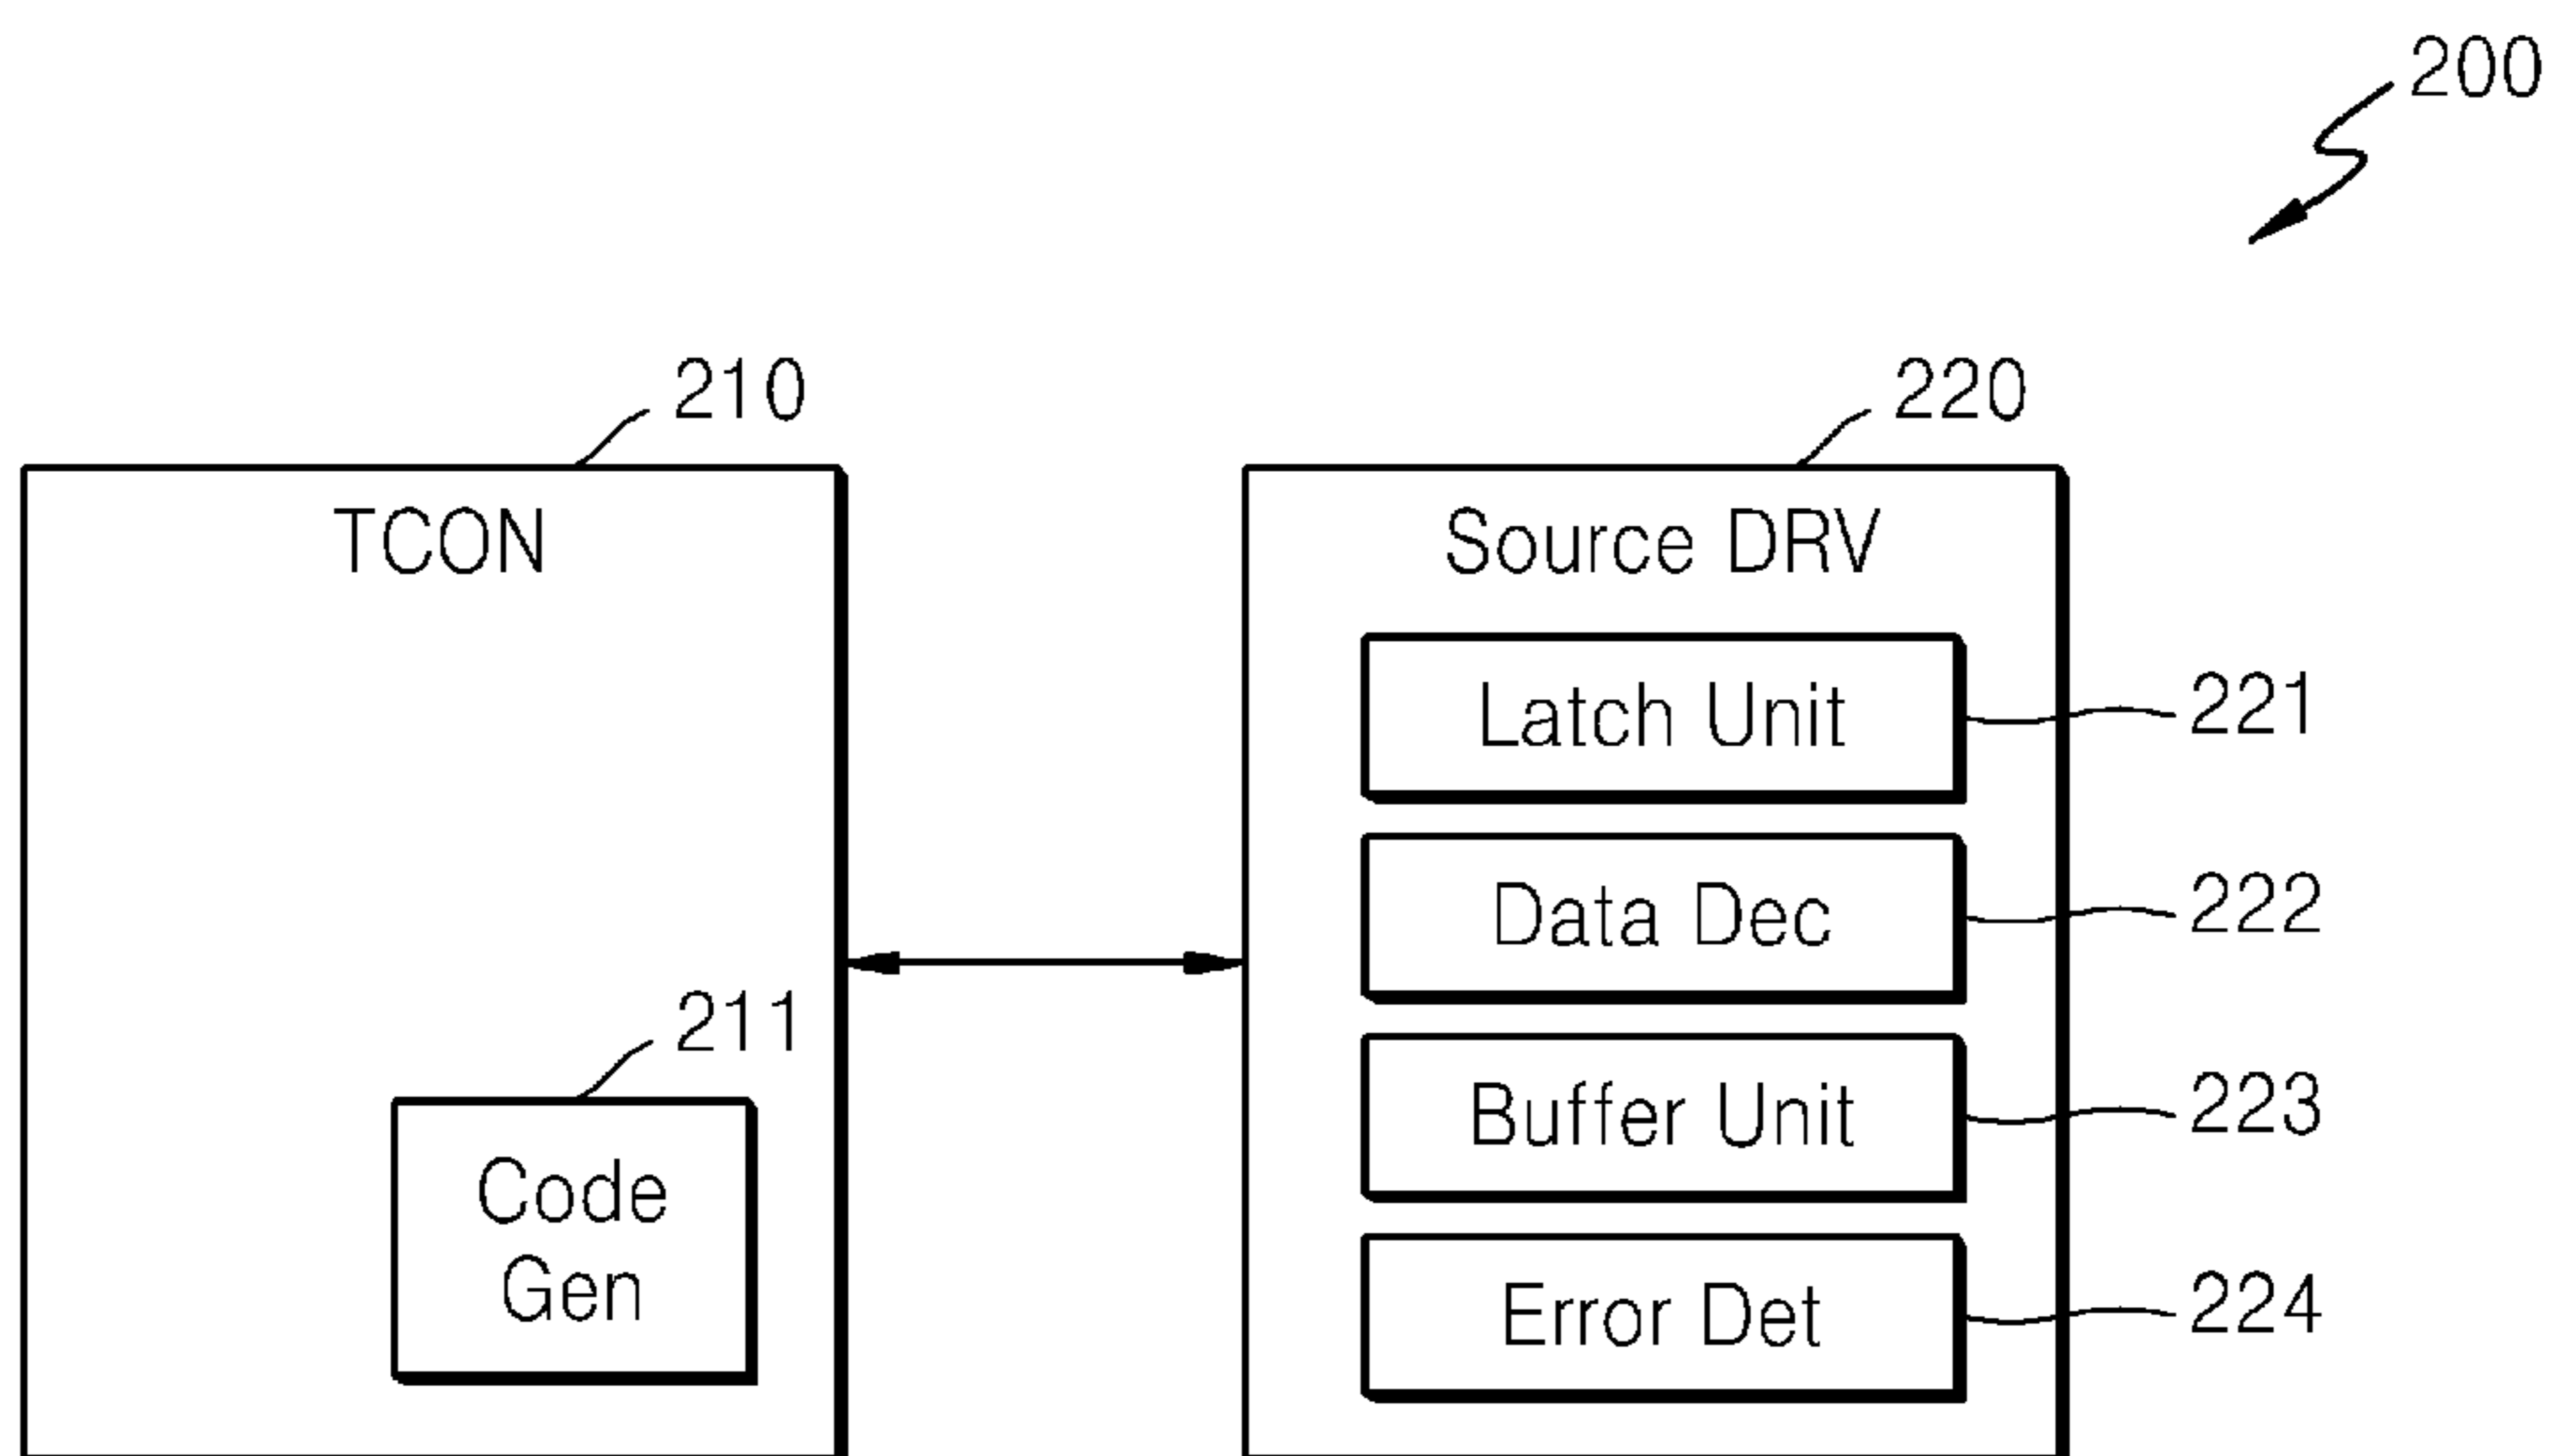 200
210
220
TCON
Source DRV
Latch Unit
221
Data Dec
222
211
Buffer Unit
223
Code
Gen
Error Det
224